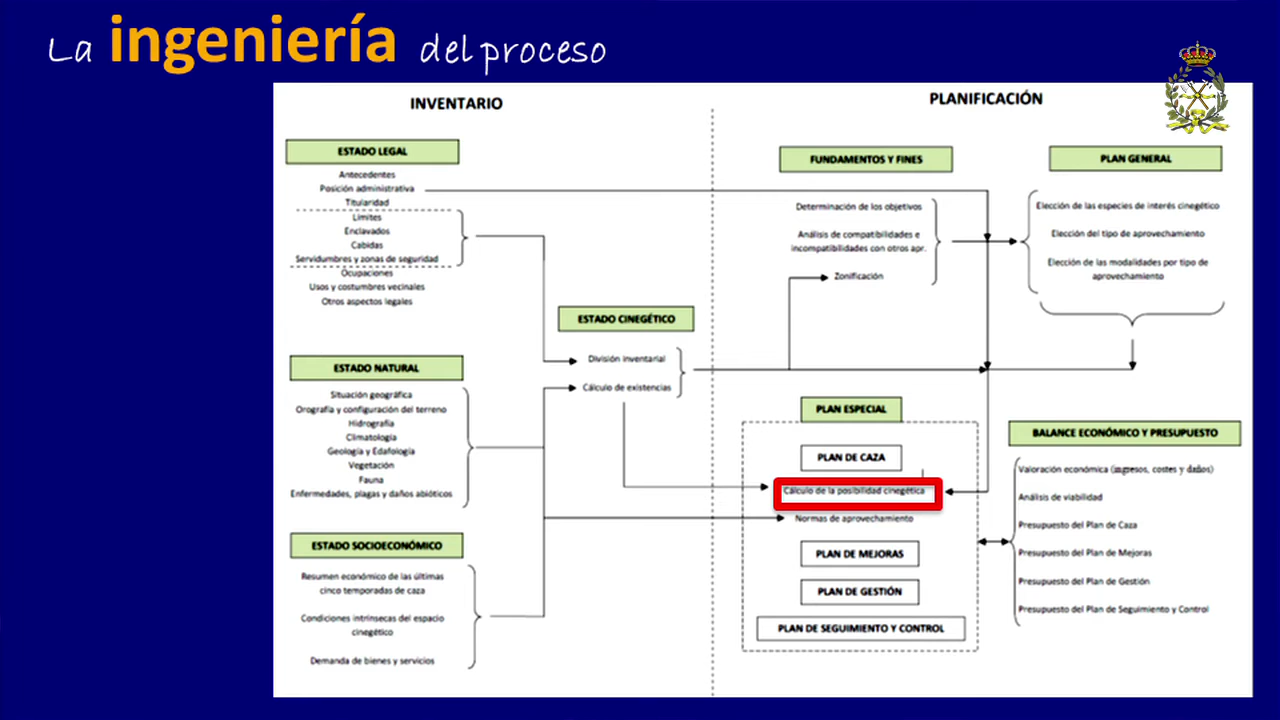 La ingeniería del proceso
INVENTARIO
ESTADO LEGAL
Antecedentes
Posición administrativa
Titularidad
Límites
Enclavados
Cabidas
Servidumbres y zonas de seguridad
Ocupaciones
Usos y costumbres vecinales
Otros aspectos legales
ESTADO NATURAL
Situación geográfica
Orografía y configuración del terreno
Hidrografía
Climatología
Geología y Edafología
Vegetación
Fauna
Enfermedades, plagas y daños abióticos
ESTADO SOCIOECONÓMICO
Resumen económico de las últimas
cinco temporadas de caza
Condiciones intrínsecas del espacio
cinegético
Demanda de bienes y servicios
ESTADO CINEGÉTICO
División inventarial
Cálculo de existencias
PLANIFICACIÓN
FUNDAMENTOS Y FINES
Determinación de los objetivos
Análisis de compatibilidades e
incompatibilidades con otros apr.
Zonificación
PLAN GENERAL
Elección de las especies de interés cinegético
Elección del tipo de aprovechamiento
Elección de las modalidades por tipo de
aprovechamiento
PLAN ESPECIAL
PLAN DE CAZA
Cálculo de la posibilidad cinegética
Normas de aprovechamiento
PLAN DE MEJORAS
PLAN DE GESTIÓN
PLAN DE SEGUIMIENTO Y CONTROL
BALANCE ECONÓMICO Y PRESUPUESTO
Valoración económica (ingresos, costes y daños)
Análisis de viabilidad
Presupuesto del Plan de Caza
Presupuesto del Plan de Mejoras
Presupuesto del Plan de Gestión
Presupuesto del Plan de Seguimiento y Control